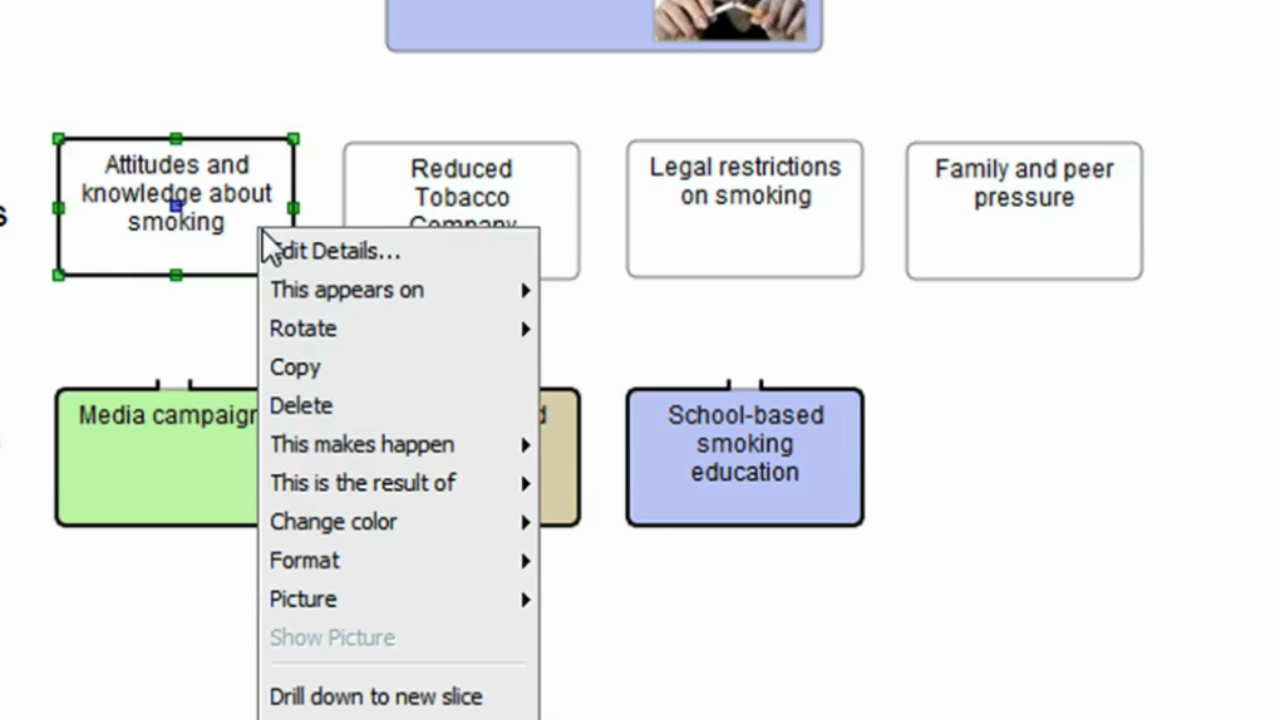 Attitudes and
knowledge about
smoking
Reduced
Tobacco
Company
Legal restrictions
on smoking
Family and peer
pressure
Edit Details...
This appears on
Rotate
Copy
Delete
This makes happen
This is the result of
Change color
Format
Picture
Show Picture
Drill down to new slice
Media campaign
School-based
smoking
education